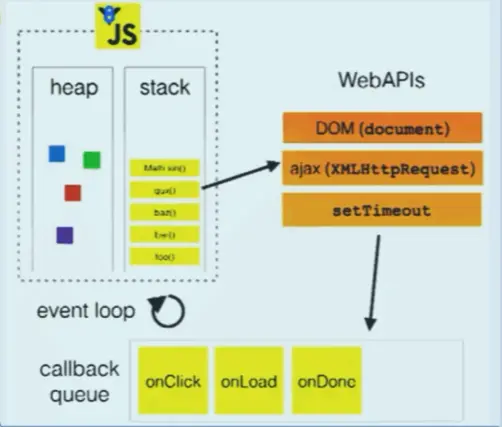 JS
heap
stack
WebAPIs
DOM (document)
ajax (XMLHttpRequest)
setTimeout
Math.sin()
qux()
baz()
bar()
foo()
event loop
callback
queue
onClick
onLoad
onDone